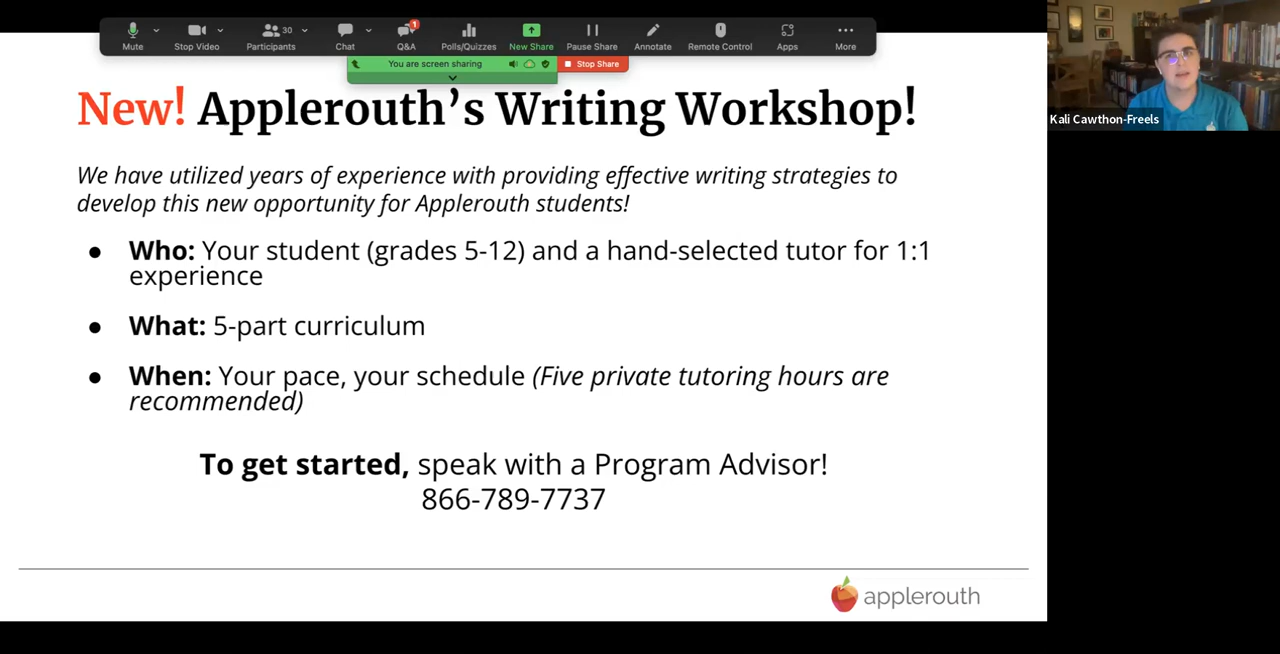 30
1
Mute
Stop Video
Participants
Chat
Q&A
Polls/Quizzes
New Share
Pause Share
Annotate
Remote Control
Apps
More
You are screen sharing
Stop Share
New! Applerouth’s Writing Workshop!
We have utilized years of experience with providing effective writing strategies to
develop this new opportunity for Applerouth students!
● Who: Your student (grades 5-12) and a hand-selected tutor for 1:1
experience
● What: 5-part curriculum
● When: Your pace, your schedule (Five private tutoring hours are
recommended)
To get started, speak with a Program Advisor!
866-789-7737
applerouth
Kali Cawthon-Freels